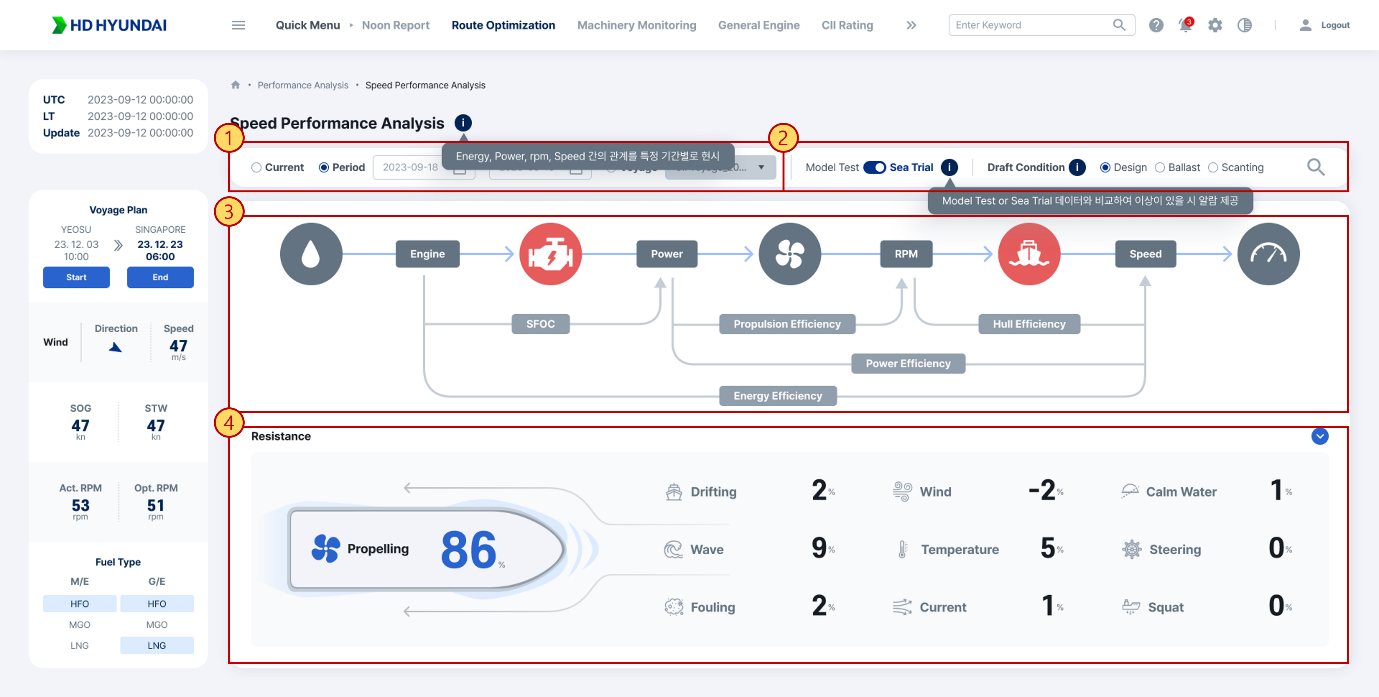 HD HYUNDAI
Quick Menu
Noon Report
Route Optimization
Machinery Monitoring
General Engine
CII Rating
Enter Keyword
3
Logout
UTC 2023-09-12 00:00:00
LT 2023-09-12 00:00:00
Update 2023-09-12 00:00:00
Performance Analysis • Speed Performance Analysis
Speed Performance Analysis
Energy, Power, rpm, Speed 간의 관계를 특정 기간별로 현시
1
2
Current
Period
2023-09-18
Model Test
Sea Trial
Draft Condition
Design
Ballast
Scanting
Model Test or Sea Trial 데이터와 비교하여 이상이 있을 시 알람 제공
Voyage Plan
YEOSU
23. 12. 03
10:00
SINGAPORE
23. 12. 23
06:00
Start
End
Wind
Direction
Speed
47
m/s
SOG
47
kn
STW
47
kn
Act. RPM
53
rpm
Opt. RPM
51
rpm
Fuel Type
M/E
G/E
HFO
HFO
MGO
MGO
LNG
LNG
3
Engine
Power
RPM
Speed
SFOC
Propulsion Efficiency
Hull Efficiency
Power Efficiency
Energy Efficiency
4
Resistance
Propelling 86%
Drifting 2%
Wind -2%
Calm Water 1%
Wave 9%
Temperature 5%
Steering 0%
Fouling 2%
Current 1%
Squat 0%